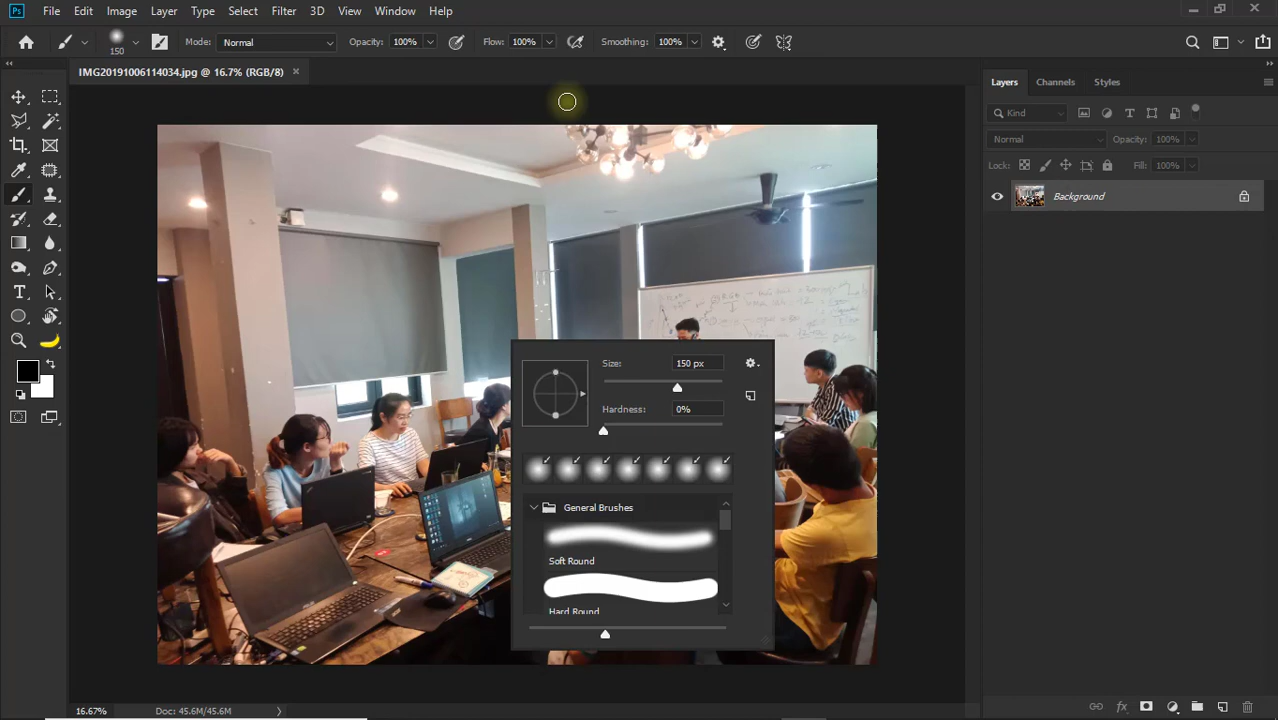 Ps File Edit Image Layer Type Select Filter 3D View Window Help
150 Mode: Normal Opacity: 100% Flow: 100% Smoothing: 100%
IMG20191006114034.jpg @ 16.7% (RGB/8) ×
Layers Channels Styles
Kind
Normal Opacity: 100%
Lock: Fill: 100%
Background
Size: 150 px
Hardness: 0%
General Brushes
Soft Round
Hard Round
16.67% Doc: 45.6M/45.6M